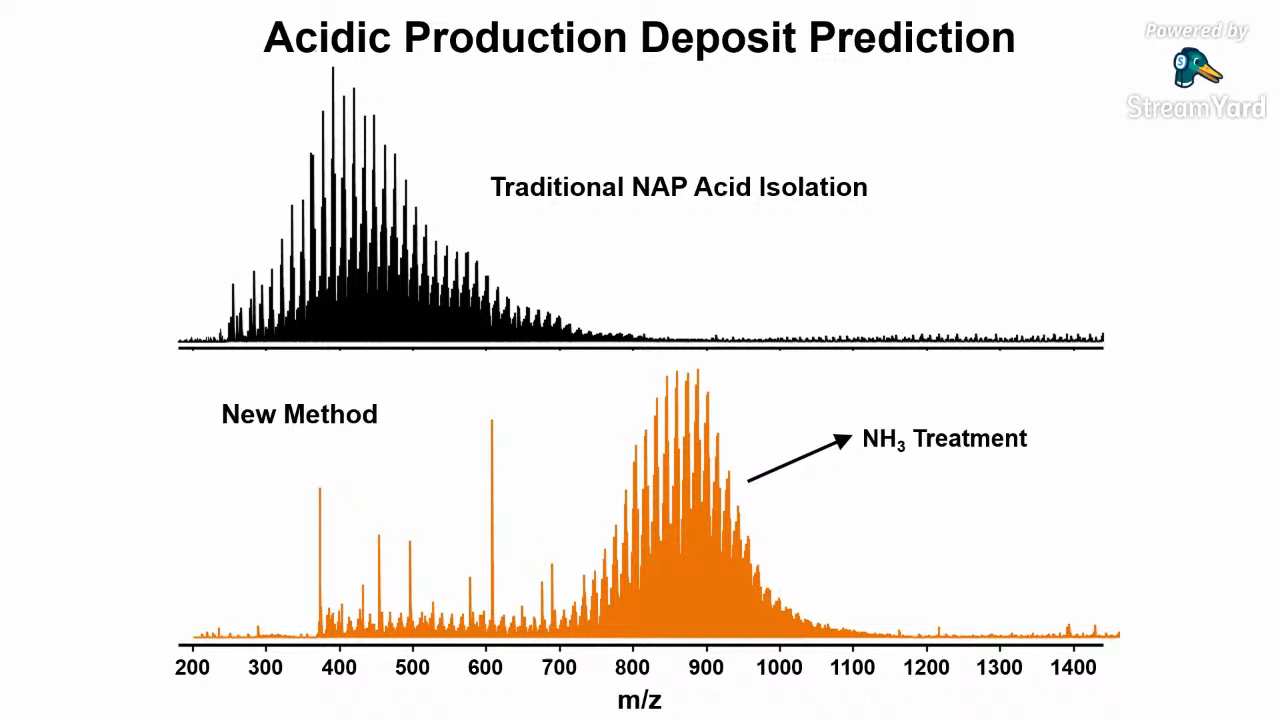 Acidic Production Deposit Prediction
Powered by
StreamYard
Traditional NAP Acid Isolation
New Method
NH₃ Treatment
200 300 400 500 600 700 800 900 1000 1100 1200 1300 1400
m/z